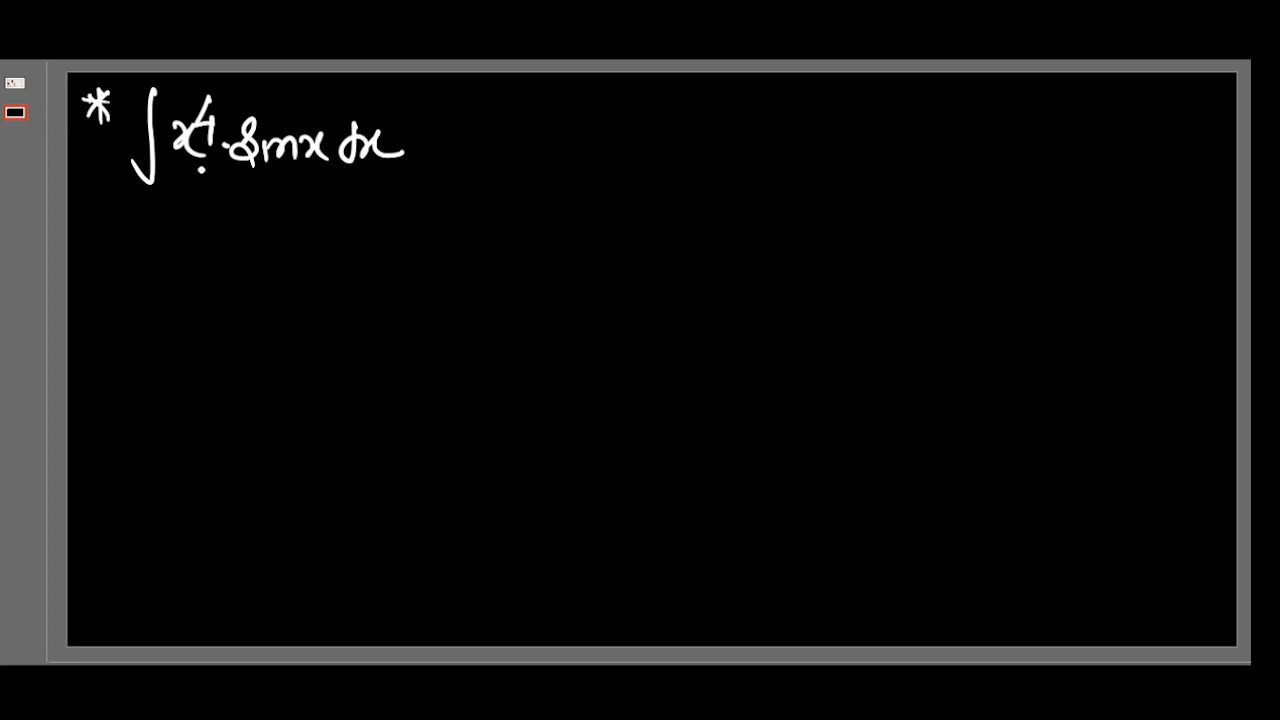 * ∫x⁴·sinx dx